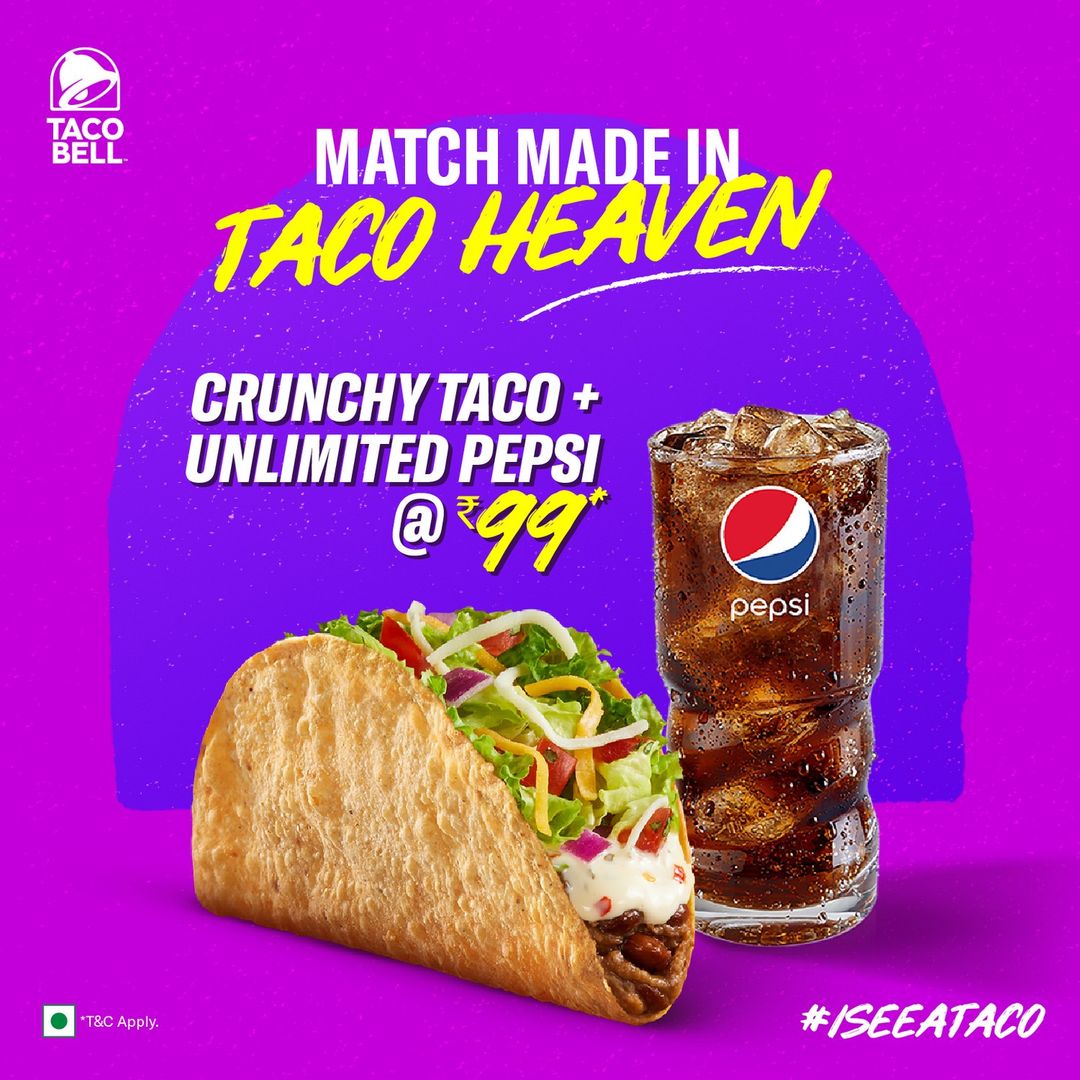 TACO
BELL
MATCH MADE IN
TACO HEAVEN
CRUNCHY TACO +
UNLIMITED PEPSI
@ ₹99*
pepsi
*T&C Apply.
#ISEEATACO